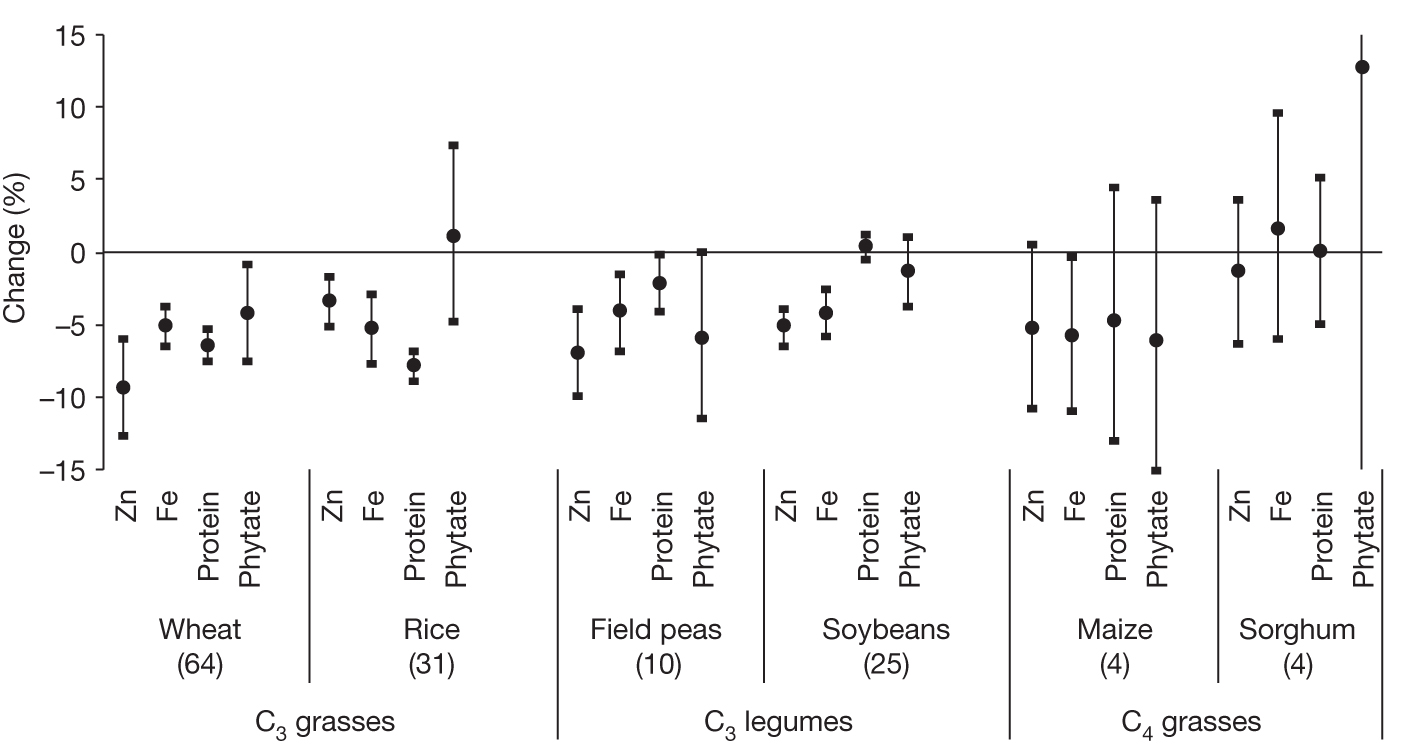 Change (%)
15
10
5
0
–5
–10
–15
Zn Fe Protein Phytate Zn Fe Protein Phytate Zn Fe Protein Phytate Zn Fe Protein Phytate Zn Fe Protein Phytate Zn Fe Protein Phytate
Wheat Rice Field peas Soybeans Maize Sorghum
(64) (31) (10) (25) (4) (4)
C3 grasses C3 legumes C4 grasses